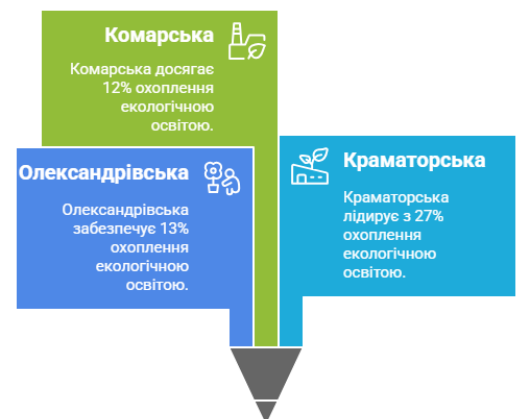 Комарська
Комарська досягає
12% охоплення
екологічною
освітою.
Олександрівська
Олександрівська
забезпечує 13%
охоплення
екологічною
освітою.
Краматорська
Краматорська
лідирує з 27%
охоплення
екологічною
освітою.